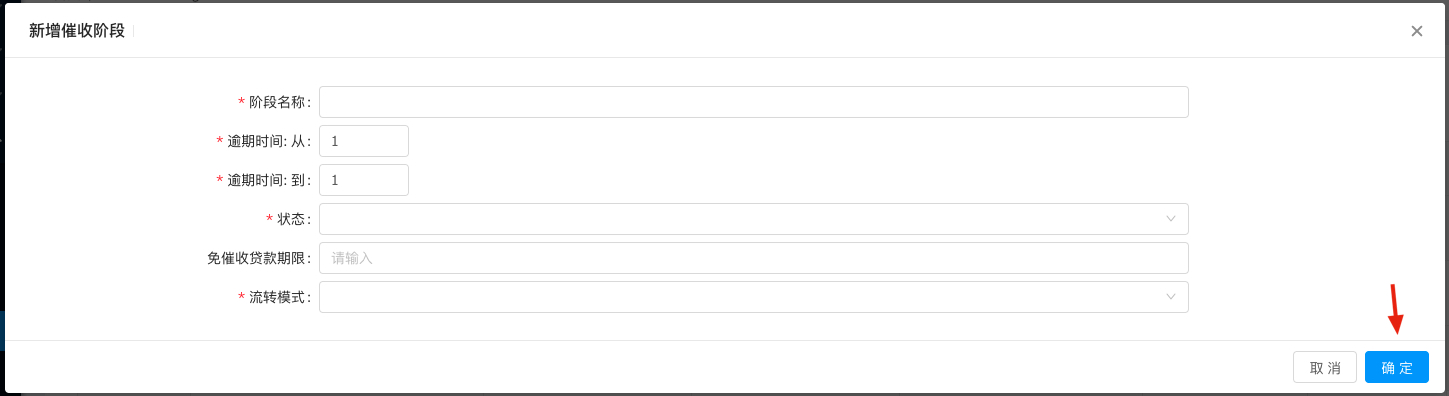 新增催收阶段
* 阶段名称:
* 逾期时间: 从: 1
* 逾期时间: 到: 1
* 状态:
免催收贷款期限: 请输入
* 流转模式:
取 消 确 定